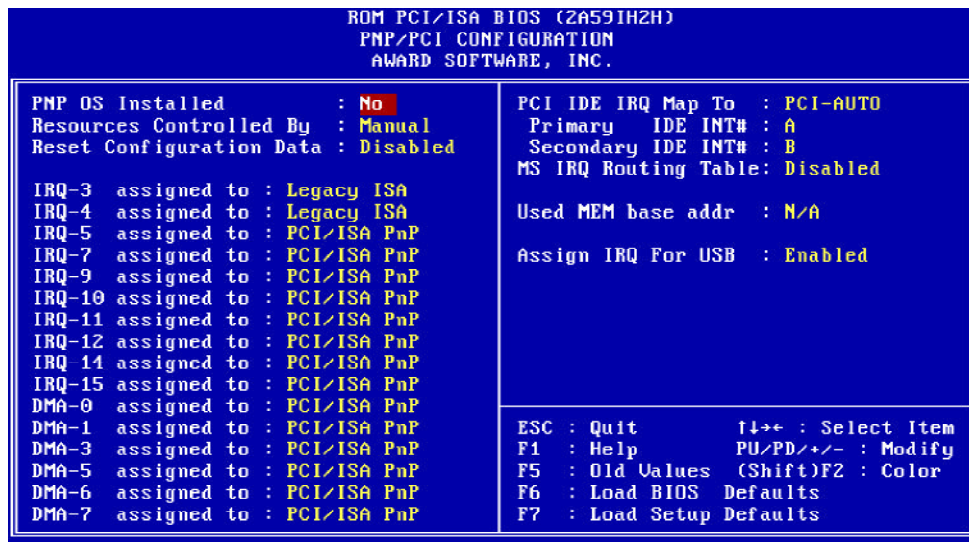 ROM PCI/ISA BIOS (2A59IH2H)
PNP/PCI CONFIGURATION
AWARD SOFTWARE, INC.
PNP OS Installed : No
Resources Controlled By : Manual
Reset Configuration Data : Disabled
IRQ-3 assigned to : Legacy ISA
IRQ-4 assigned to : Legacy ISA
IRQ-5 assigned to : PCI/ISA PnP
IRQ-7 assigned to : PCI/ISA PnP
IRQ-9 assigned to : PCI/ISA PnP
IRQ-10 assigned to : PCI/ISA PnP
IRQ-11 assigned to : PCI/ISA PnP
IRQ-12 assigned to : PCI/ISA PnP
IRQ-14 assigned to : PCI/ISA PnP
IRQ-15 assigned to : PCI/ISA PnP
DMA-0 assigned to : PCI/ISA PnP
DMA-1 assigned to : PCI/ISA PnP
DMA-3 assigned to : PCI/ISA PnP
DMA-5 assigned to : PCI/ISA PnP
DMA-6 assigned to : PCI/ISA PnP
DMA-7 assigned to : PCI/ISA PnP
PCI IDE IRQ Map To : PCI-AUTO
Primary IDE INT# : A
Secondary IDE INT# : B
MS IRQ Routing Table: Disabled
Used MEM base addr : N/A
Assign IRQ For USB : Enabled
ESC : Quit ↑↓→← : Select Item
F1 : Help PU/PD/+/- : Modify
F5 : Old Values (Shift)F2 : Color
F6 : Load BIOS Defaults
F7 : Load Setup Defaults